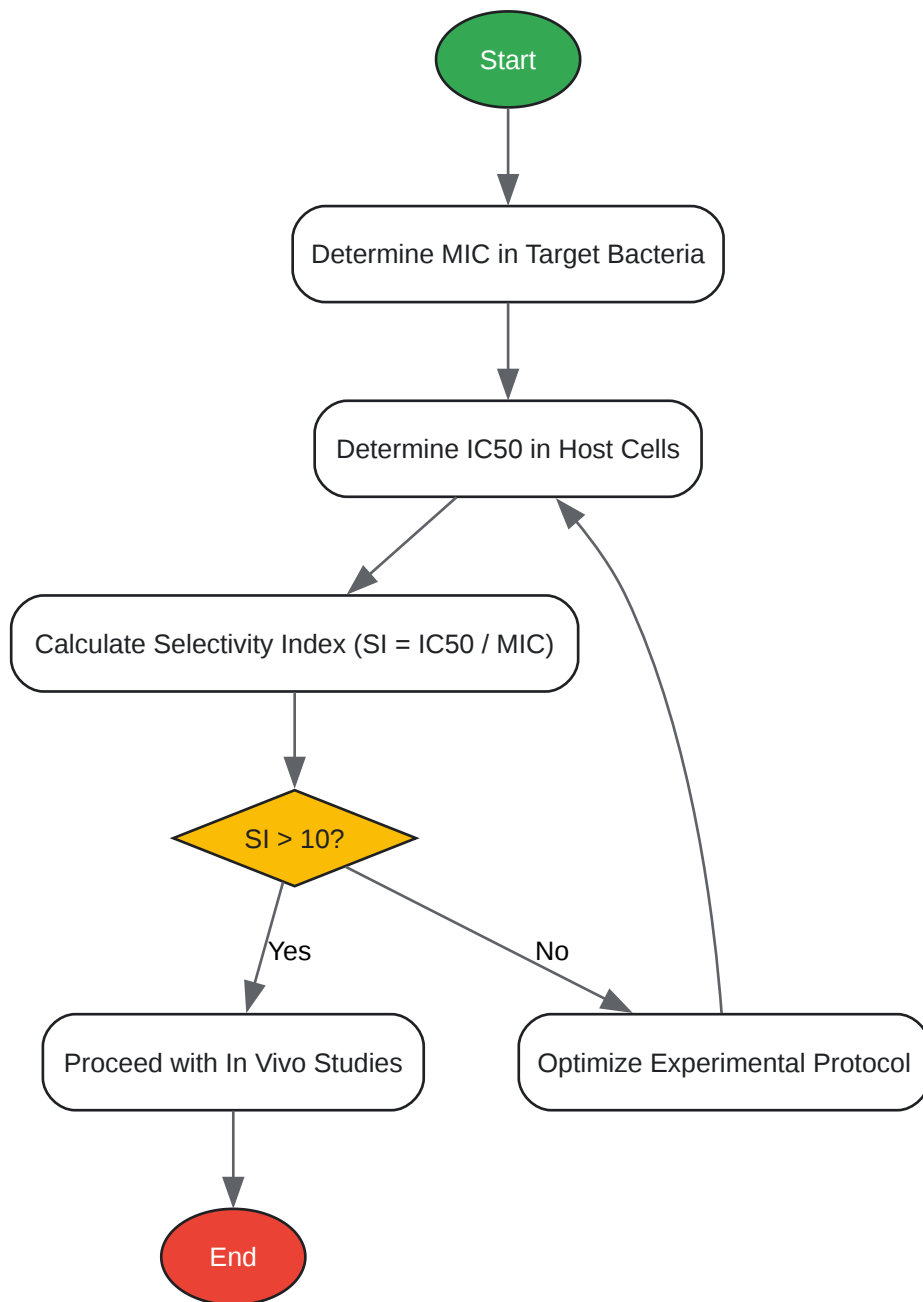 Start
Determine MIC in Target Bacteria
Determine IC50 in Host Cells
Calculate Selectivity Index (SI = IC50 / MIC)
SI > 10?
Yes
No
Proceed with In Vivo Studies
Optimize Experimental Protocol
End